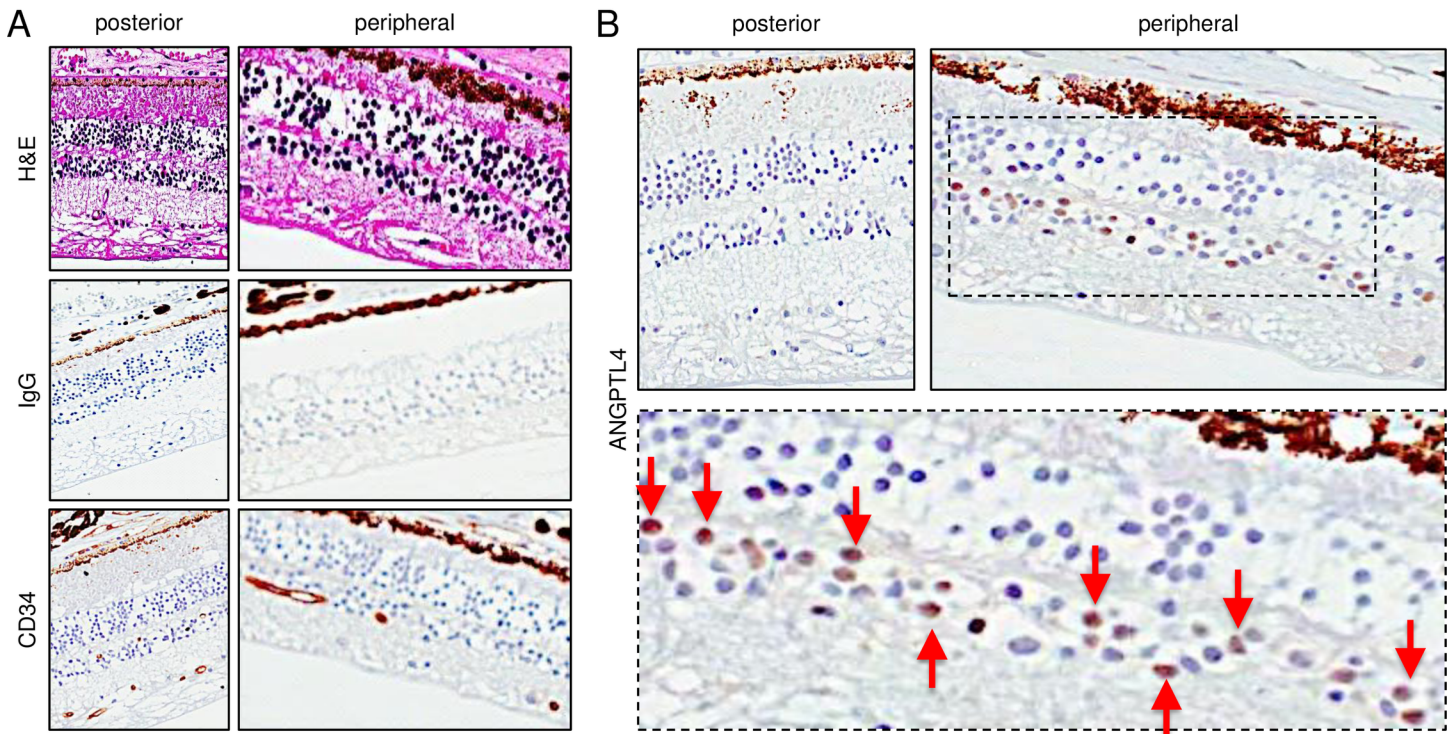 A
posterior
peripheral
H&E
IgG
CD34
B
posterior
peripheral
ANGPTL4